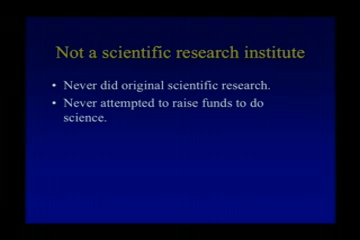 Not a scientific research institute
• Never did original scientific research.
• Never attempted to raise funds to do
science.